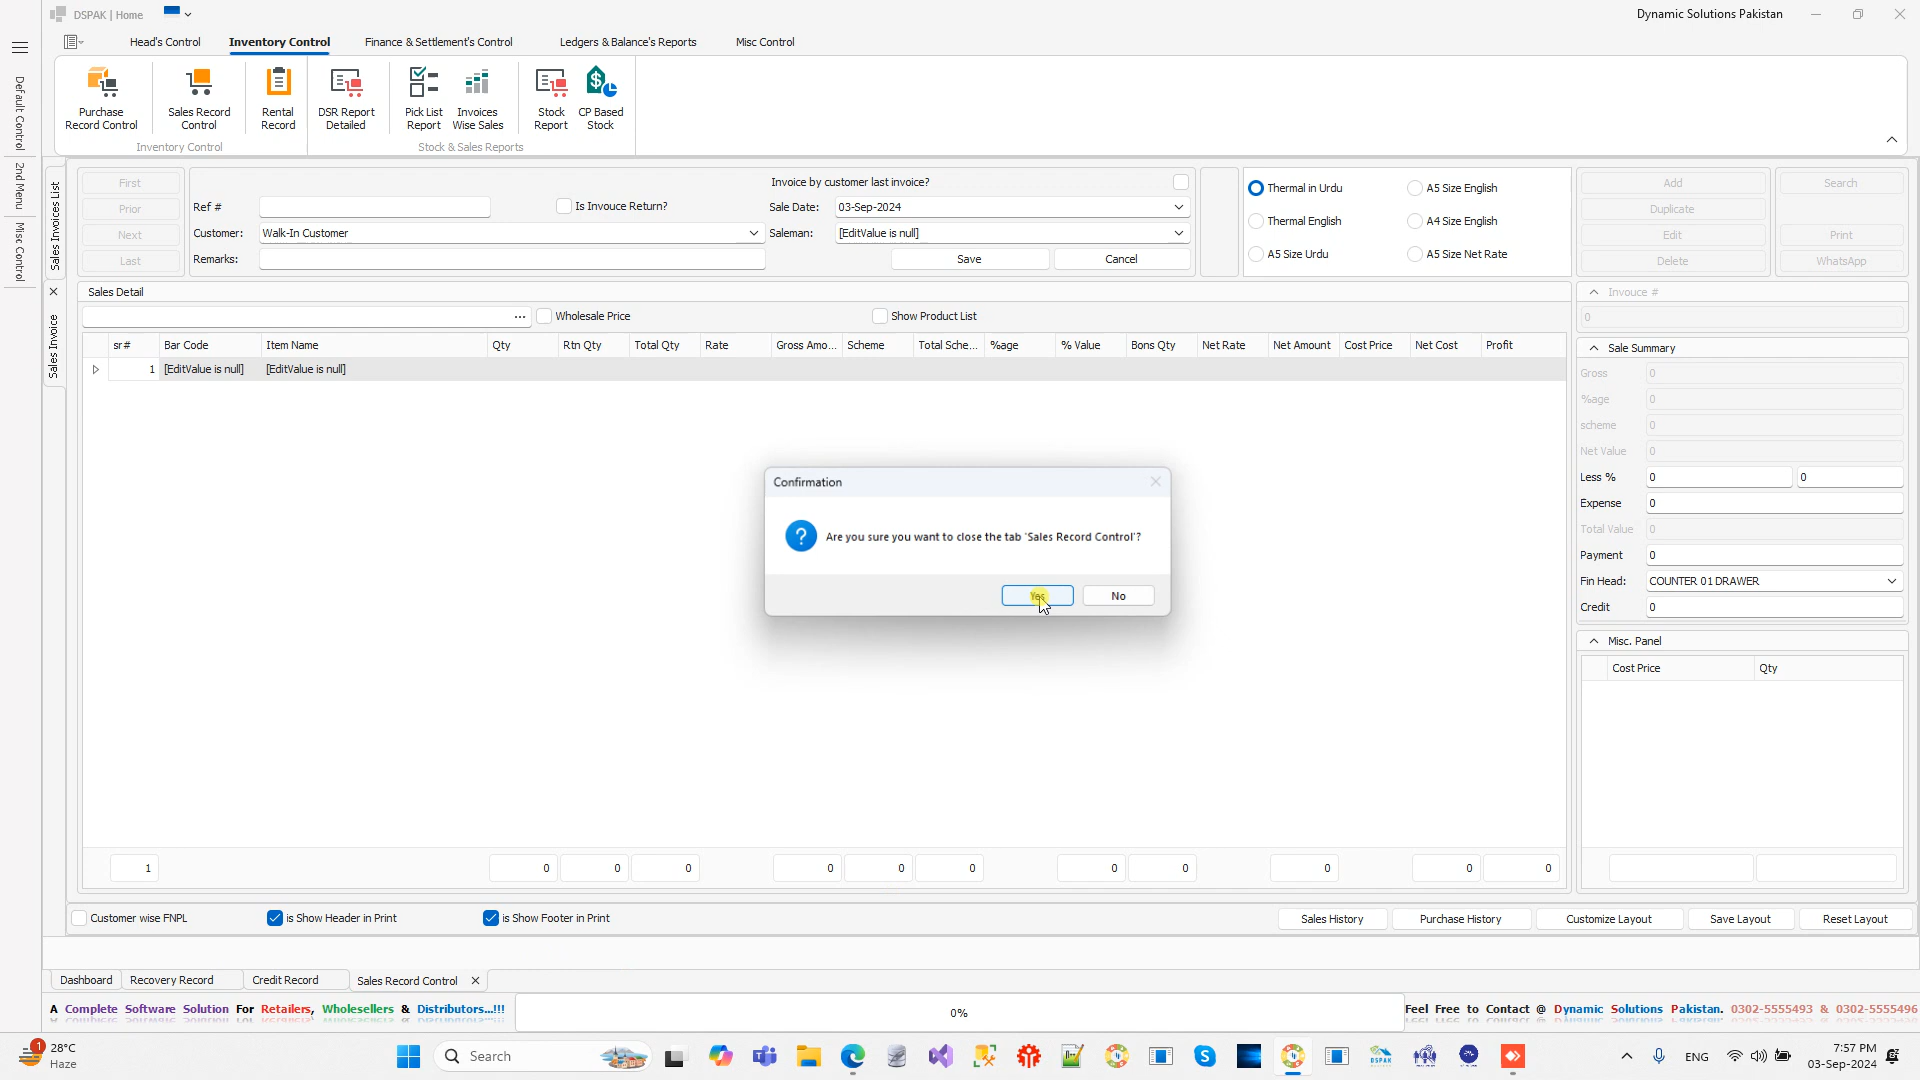 DSPAK | Home
Dynamic Solutions Pakistan
Head's Control
Inventory Control
Finance & Settlement's Control
Ledgers & Balance's Reports
Misc Control
Purchase
Record Control
Sales Record
Control
Rental
Record
DSR Report
Detailed
Pick List
Report
Invoices
Wise Sales
Stock
Report
CP Based
Stock
Inventory Control
Stock & Sales Reports
Default Control
2nd Menu
Misc Control
Sales Invoices List
Sales Invoice
First
Prior
Next
Last
Invoice by customer last invoice?
Ref #
Is Invouce Return?
Sale Date:
03-Sep-2024
Customer:
Walk-In Customer
Saleman:
[EditValue is null]
Remarks:
Save
Cancel
Thermal in Urdu
A5 Size English
Thermal English
A4 Size English
A5 Size Urdu
A5 Size Net Rate
Add
Duplicate
Edit
Delete
Search
Print
WhatsApp
Sales Detail
Wholesale Price
Show Product List
sr#
Bar Code
Item Name
Qty
Rtn Qty
Total Qty
Rate
Gross Amo...
Scheme
Total Sche...
%age
% Value
Bons Qty
Net Rate
Net Amount
Cost Price
Net Cost
Profit
1
[EditValue is null]
[EditValue is null]
Invouce #
0
Sale Summary
Gross
0
%age
0
scheme
0
Net Value
0
Less %
0
0
Expense
0
Total Value
0
Payment
0
Fin Head:
COUNTER 01 DRAWER
Credit
0
Misc. Panel
Cost Price
Qty
Confirmation
?
Are you sure you want to close the tab 'Sales Record Control'?
Yes
No
1
0
0
0
0
0
0
0
0
0
0
0
Customer wise FNPL
is Show Header in Print
is Show Footer in Print
Sales History
Purchase History
Customize Layout
Save Layout
Reset Layout
Dashboard
Recovery Record
Credit Record
Sales Record Control
A Complete Software Solution For Retailers, Wholesellers & Distributors...!!!
0%
Feel Free to Contact @ Dynamic Solutions Pakistan. 0302-5555493 & 0302-5555496
1
28°C
Haze
Search
DSPAK
ENG
7:57 PM
03-Sep-2024